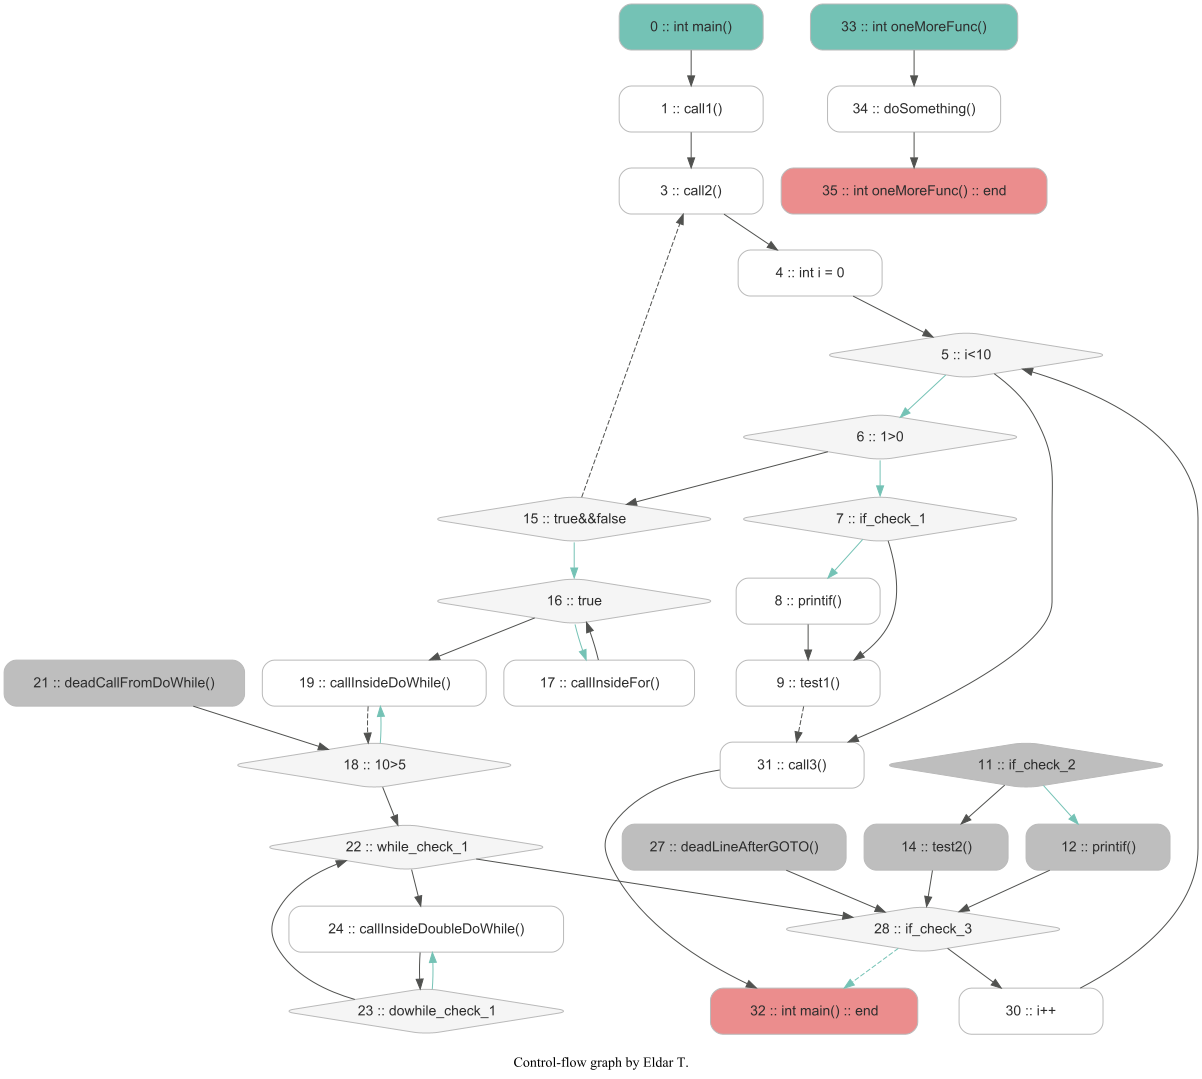 0 :: int main()
33 :: int oneMoreFunc()
1 :: call1()
34 :: doSomething()
3 :: call2()
35 :: int oneMoreFunc() :: end
4 :: int i = 0
5 :: i<10
6 :: 1>0
15 :: true&&false
7 :: if_check_1
16 :: true
8 :: printif()
21 :: deadCallFromDoWhile()
19 :: callInsideDoWhile()
17 :: callInsideFor()
9 :: test1()
18 :: 10>5
31 :: call3()
11 :: if_check_2
22 :: while_check_1
27 :: deadLineAfterGOTO()
14 :: test2()
12 :: printif()
24 :: callInsideDoubleDoWhile()
28 :: if_check_3
23 :: dowhile_check_1
32 :: int main() :: end
30 :: i++
Control-flow graph by Eldar T.